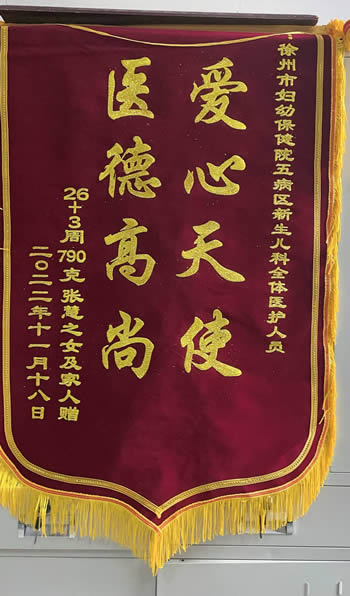 徐州市妇幼保健院五病区新生儿科全体医护人员
爱心天使
医德高尚
26+3周790克张慧之女及家人赠
二〇二二年十一月十八日